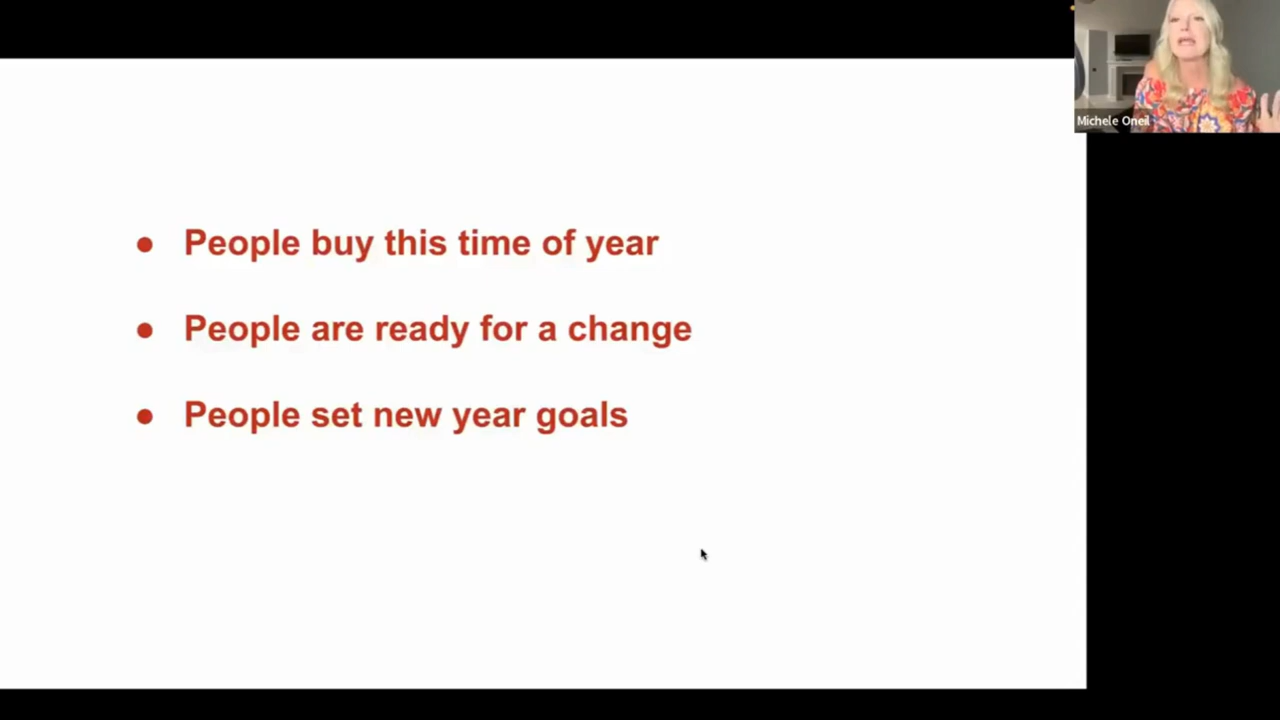 Michele Oneil
● People buy this time of year
● People are ready for a change
● People set new year goals